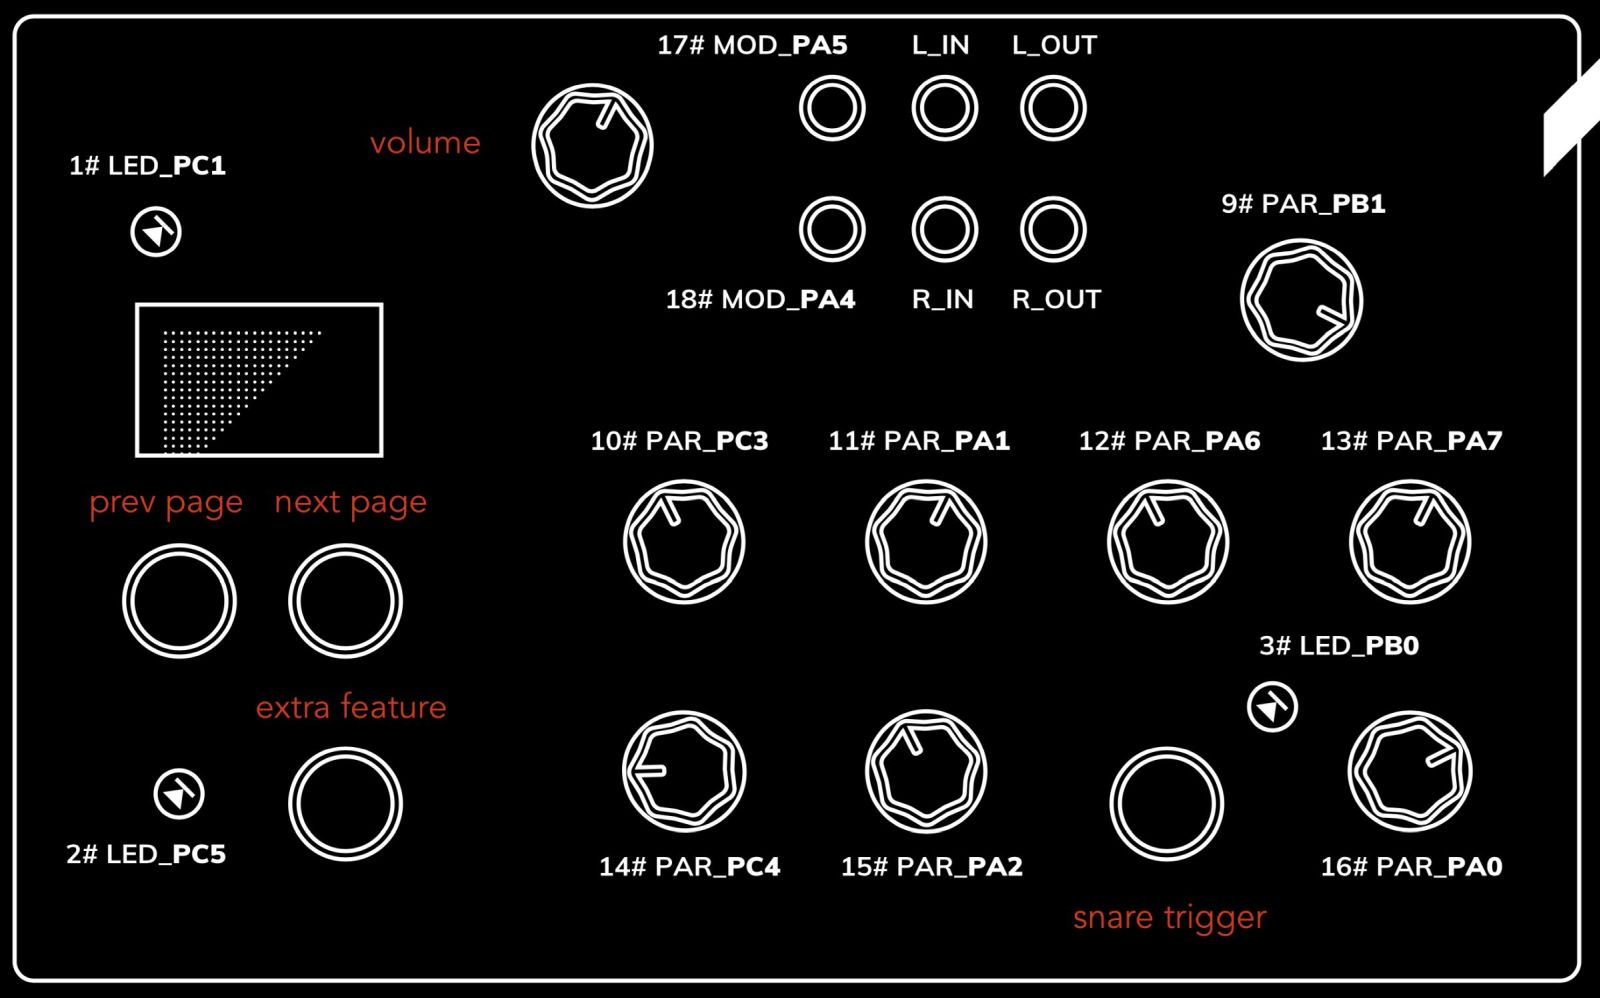 17# MOD_PA5
L_IN
L_OUT
volume
1# LED_PC1
9# PAR_PB1
18# MOD_PA4
R_IN
R_OUT
10# PAR_PC3
11# PAR_PA1
12# PAR_PA6
13# PAR_PA7
prev page
next page
3# LED_PB0
extra feature
2# LED_PC5
14# PAR_PC4
15# PAR_PA2
16# PAR_PA0
snare trigger